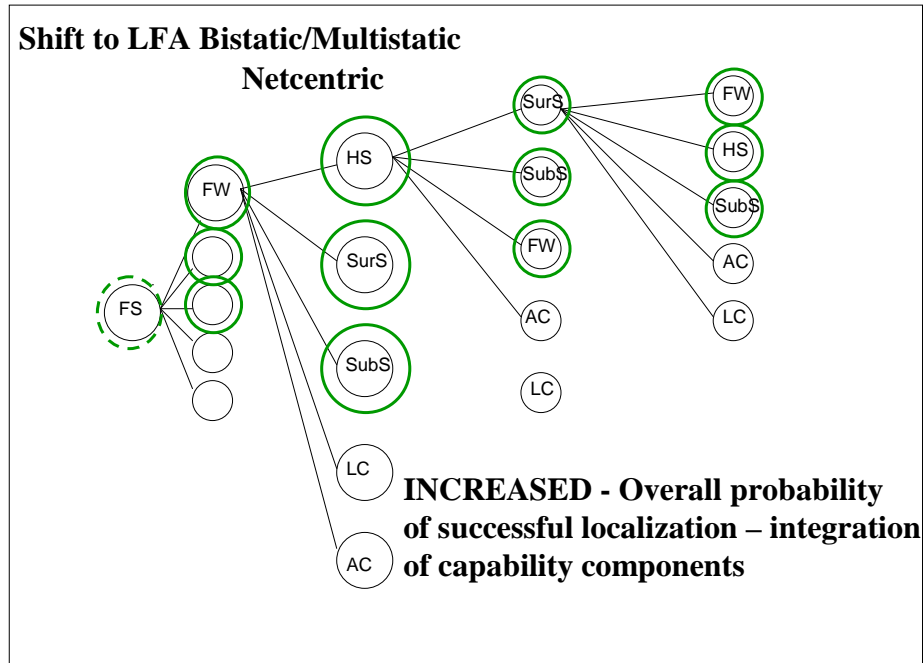 Shift to LFA Bistatic/Multistatic
Netcentric
FS
FW
HS
SurS
SubS
LC
AC
SurS
SubS
FW
AC
LC
FW
HS
SubS
AC
LC
INCREASED - Overall probability
of successful localization – integration
of capability components